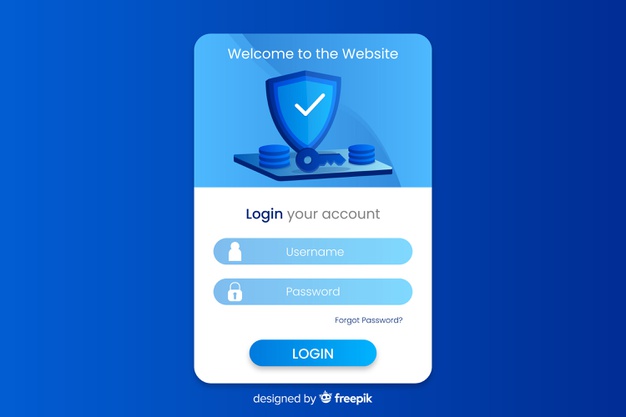 Welcome to the Website
Login your account
Username
Password
Forgot Password?
LOGIN
designed by freepik